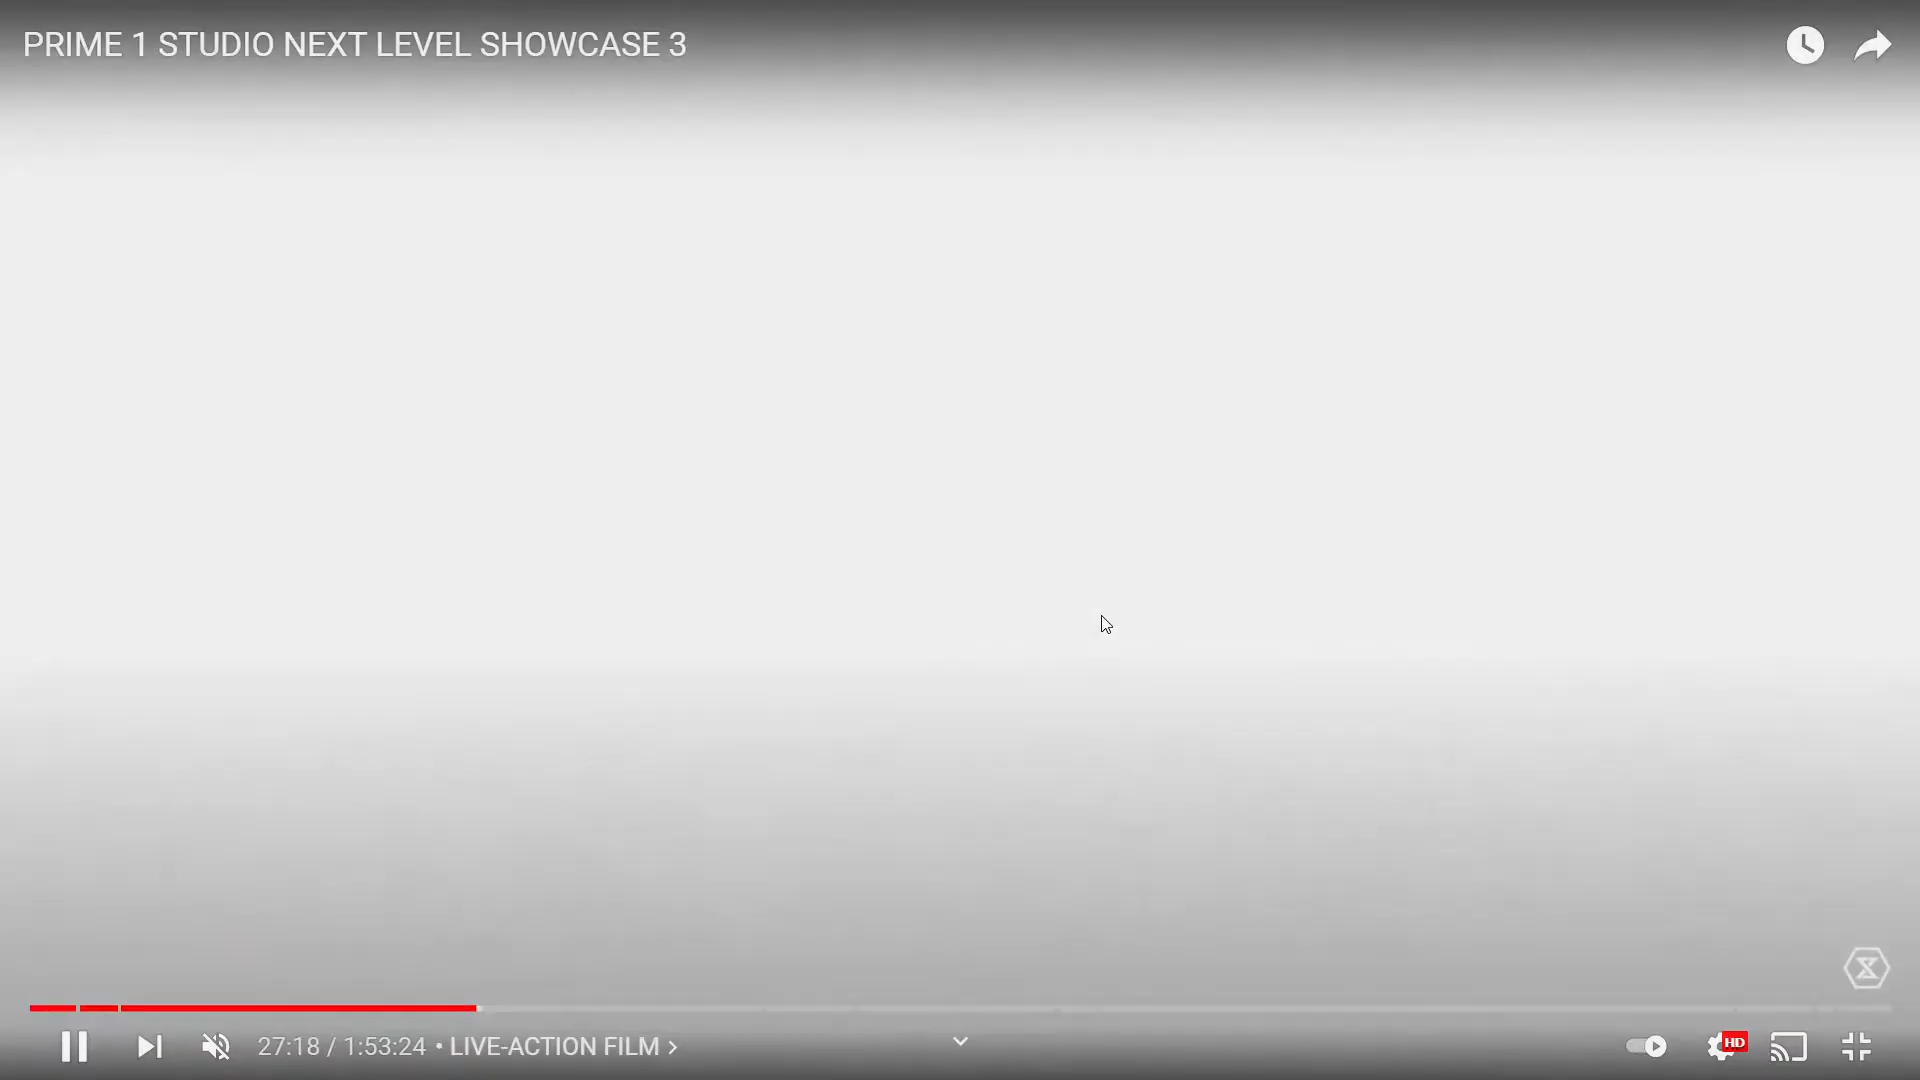 PRIME 1 STUDIO NEXT LEVEL SHOWCASE 3
27:18 / 1:53:24 • LIVE-ACTION FILM >
HD